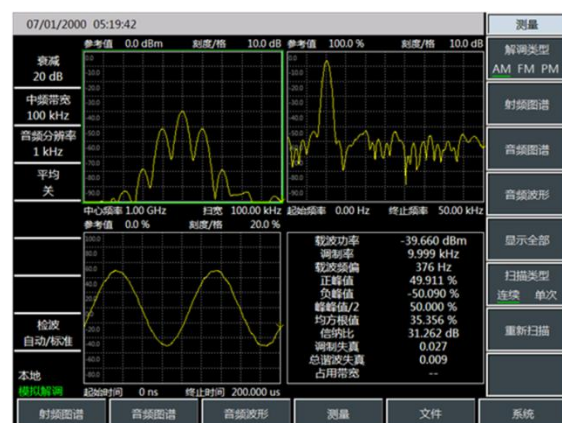 07/01/2000 05:19:42
测量
参考值 0.0 dBm 刻度/格 10.0 dB
参考值 100.0 % 刻度/格 10.0 dB
衰减
20 dB
中频带宽
100 kHz
音频分辨率
1 kHz
平均
关
中心频率 1.00 GHz 扫宽 100.00 kHz
起始频率 0.00 Hz 终止频率 50.00 kHz
参考值 0.0 % 刻度/格 20.0 %
载波功率 -39.660 dBm
调制率 9.999 kHz
载波频偏 376 Hz
正峰值 49.911 %
负峰值 -50.090 %
峰峰值/2 50.000 %
均方根值 35.356 %
信纳比 31.262 dB
调制失真 0.027
总谐波失真 0.009
占用带宽 --
检波
自动/标准
本地
模拟解调
起始时间 0 ns 终止时间 200.000 us
解调类型
AM FM PM
射频图谱
音频图谱
音频波形
显示全部
扫描类型
连续 单次
重新扫描
射频图谱 音频图谱 音频波形 测量 文件 系统